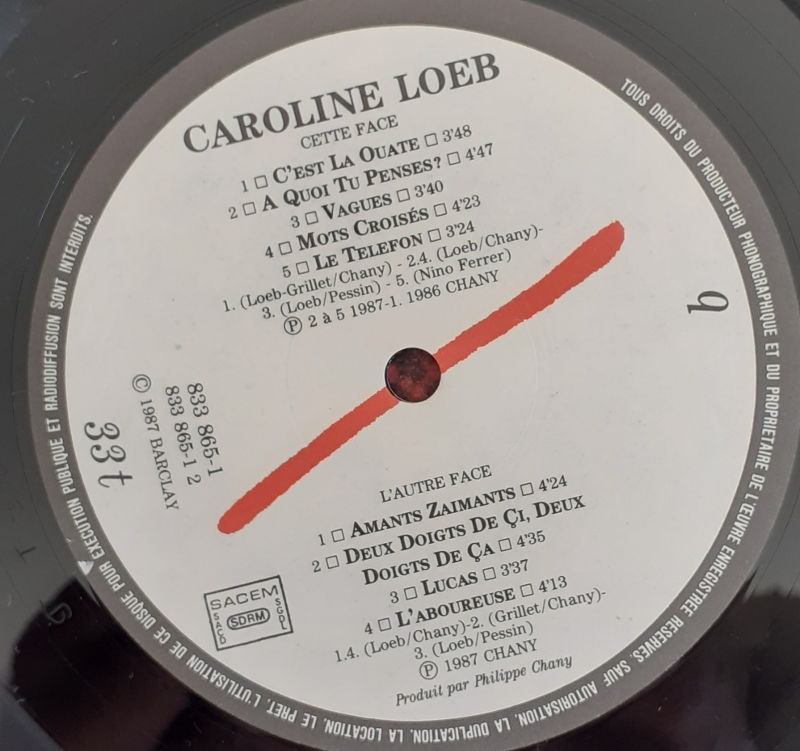 CAROLINE LOEB
CETTE FACE
1 □ C'EST LA OUATE □ 3'48
2 □ A QUOI TU PENSES? □ 4'47
3 □ VAGUES □ 3'40
4 □ MOTS CROISÉS □ 4'23
5 □ LE TELEFON □ 3'24
1. (Loeb-Grillet/Chany) - 2.4. (Loeb/Chany)-
3. (Loeb/Pessin) - 5. (Nino Ferrer)
Ⓟ 2 à 5 1987-1. 1986 CHANY
833 865-1
833 865-1 2
© 1987 BARCLAY
33t
L'AUTRE FACE
1 □ AMANTS ZAIMANTS □ 4'24
2 □ DEUX DOIGTS DE ÇI, DEUX
DOIGTS DE ÇA □ 4'35
3 □ LUCAS □ 3'37
4 □ L'ABOUREUSE □ 4'13
1.4. (Loeb/Chany)-2. (Grillet/Chany)-
3. (Loeb/Pessin)
Ⓟ 1987 CHANY
Produit par Philippe Chany
SACEM
SACD
SDRM
SGDL
TOUS DROITS DU PRODUCTEUR PHONOGRAPHIQUE ET DU PROPRIETAIRE DE L'ŒUVRE ENREGISTREE RESERVES. SAUF AUTORISATION, LA DUPLICATION, LA LOCATION, LE PRET, L'UTILISATION DE CE DISQUE POUR EXECUTION PUBLIQUE ET RADIODIFFUSION SONT INTERDITS.